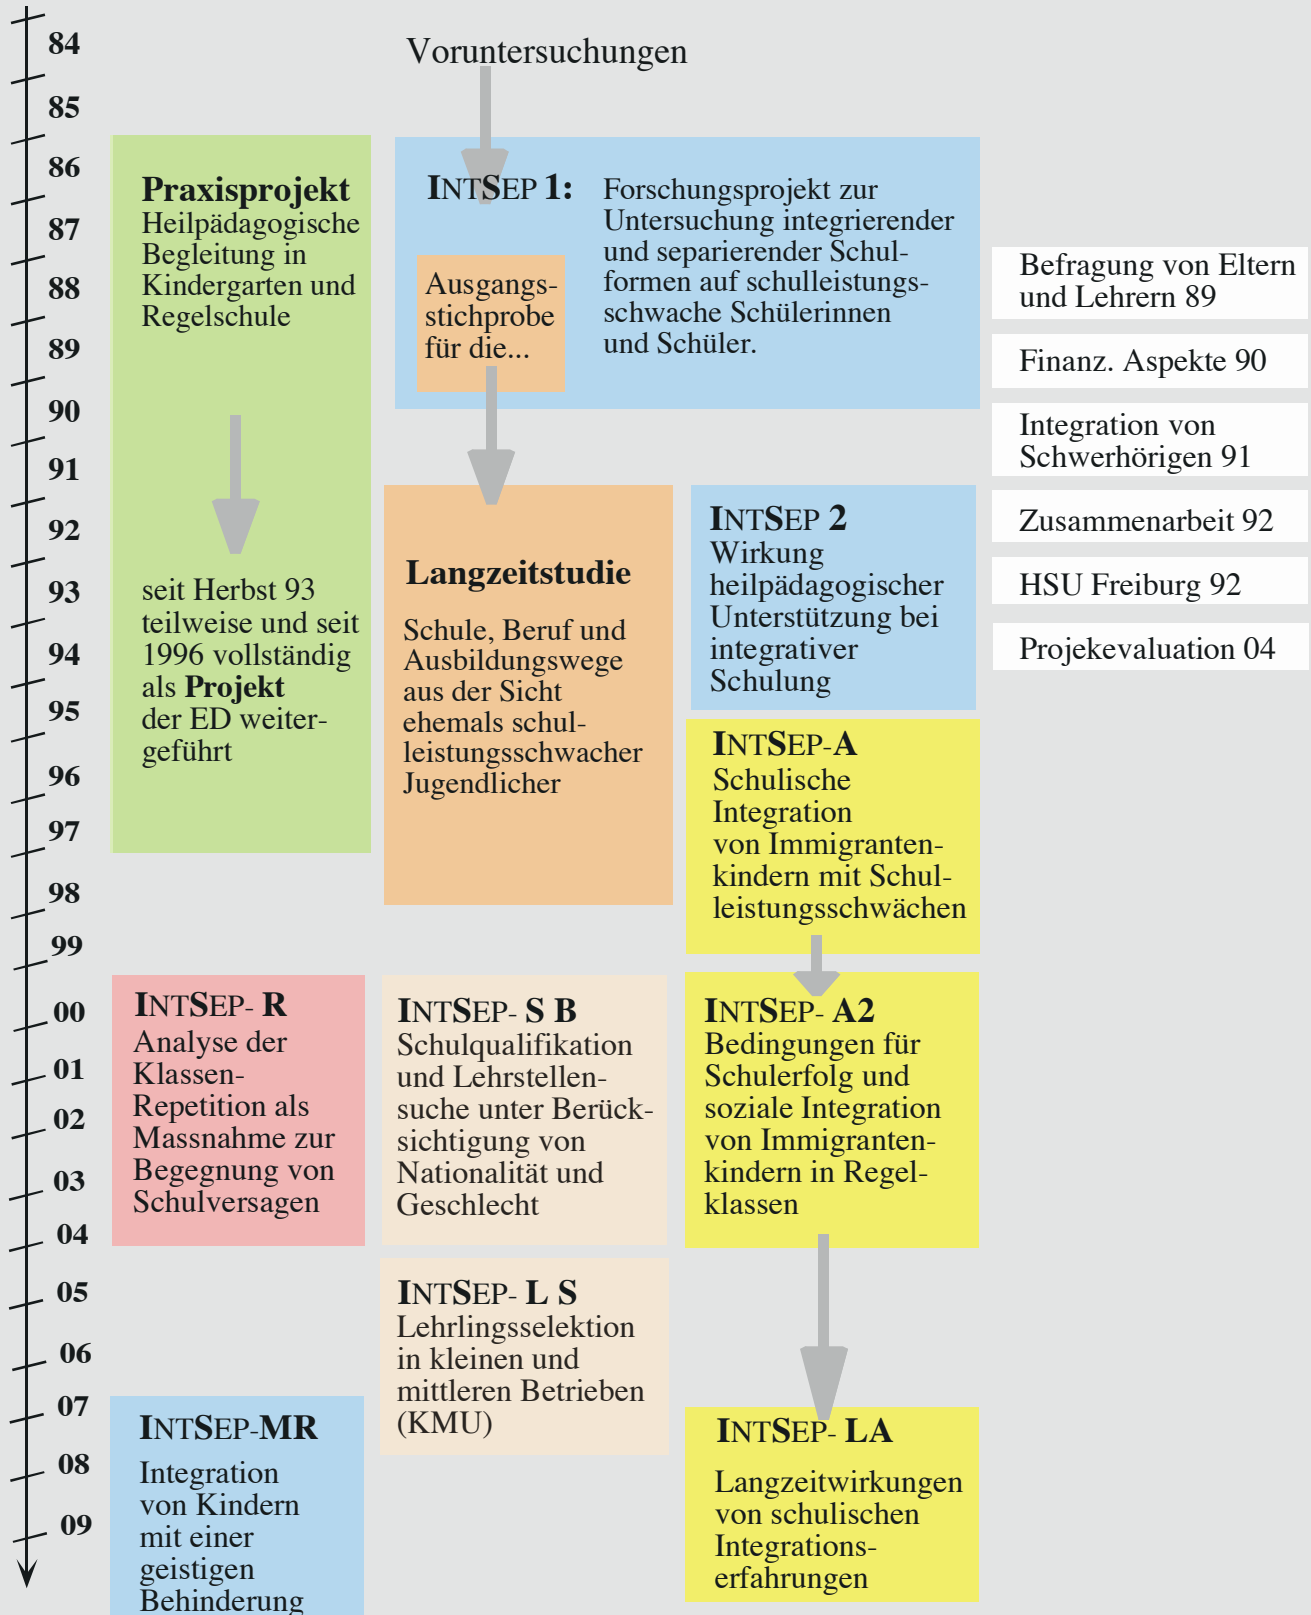 84
85
86
87
88
89
90
91
92
93
94
95
96
97
98
99
00
01
02
03
04
05
06
07
08
09
Voruntersuchungen
Praxisprojekt
Heilpädagogische
Begleitung in
Kindergarten und
Regelschule
seit Herbst 93
teilweise und seit
1996 vollständig
als Projekt
der ED weiter-
geführt
INTSEP 1:
Forschungsprojekt zur
Untersuchung integrierender
und separierender Schul-
formen auf schulleistungs-
schwache Schülerinnen
und Schüler.
Ausgangs-
stichprobe
für die...
Befragung von Eltern
und Lehrern 89
Finanz. Aspekte 90
Integration von
Schwerhörigen 91
Zusammenarbeit 92
HSU Freiburg 92
Projekevaluation 04
Langzeitstudie
Schule, Beruf und
Ausbildungswege
aus der Sicht
ehemals schul-
leistungsschwacher
Jugendlicher
INTSEP 2
Wirkung
heilpädagogischer
Unterstützung bei
integrativer
Schulung
INTSEP-A
Schulische
Integration
von Immigranten-
kindern mit Schul-
leistungsschwächen
INTSEP- R
Analyse der
Klassen-
Repetition als
Massnahme zur
Begegnung von
Schulversagen
INTSEP- S B
Schulqualifikation
und Lehrstellen-
suche unter Berück-
sichtigung von
Nationalität und
Geschlecht
INTSEP- A2
Bedingungen für
Schulerfolg und
soziale Integration
von Immigranten-
kindern in Regel-
klassen
INTSEP- L S
Lehrlingsselektion
in kleinen und
mittleren Betrieben
(KMU)
INTSEP-MR
Integration
von Kindern
mit einer
geistigen
Behinderung
INTSEP- LA
Langzeitwirkungen
von schulischen
Integrations-
erfahrungen